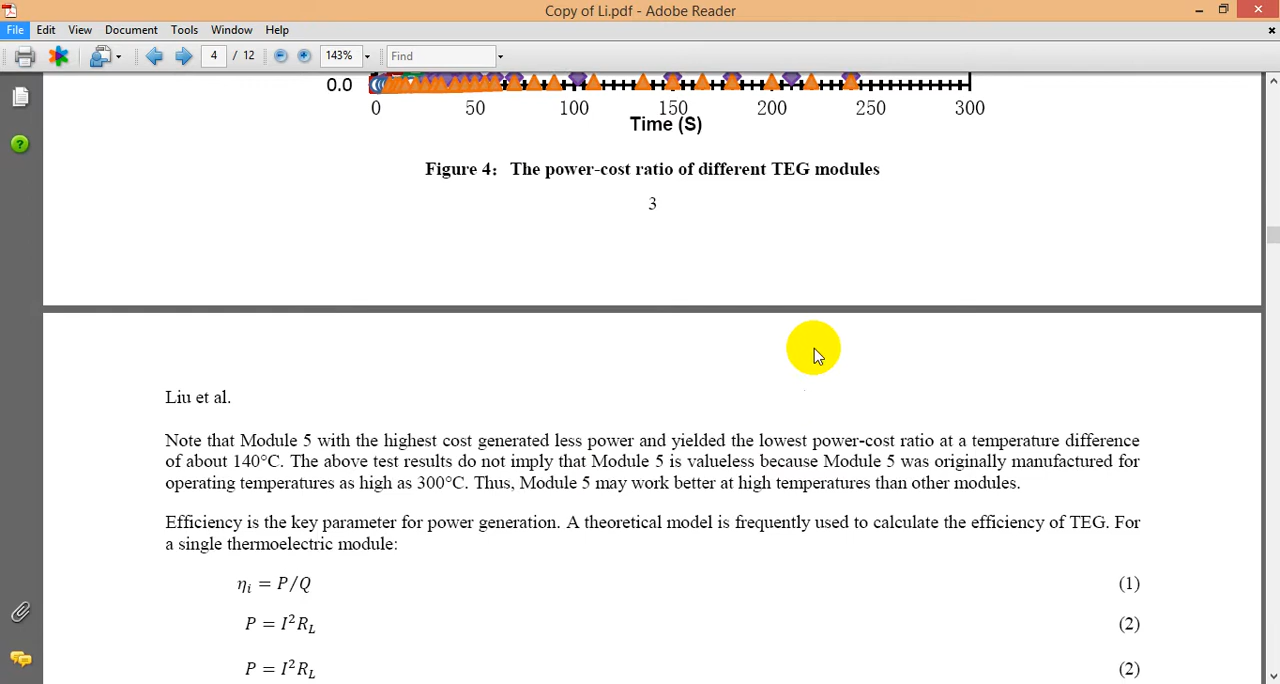 Copy of Li.pdf - Adobe Reader
File Edit View Document Tools Window Help
4 / 12 143% Find
0.0
0 50 100 150 200 250 300
Time (S)
Figure 4： The power-cost ratio of different TEG modules
3
Liu et al.
Note that Module 5 with the highest cost generated less power and yielded the lowest power-cost ratio at a temperature difference
of about 140°C. The above test results do not imply that Module 5 is valueless because Module 5 was originally manufactured for
operating temperatures as high as 300°C. Thus, Module 5 may work better at high temperatures than other modules.
Efficiency is the key parameter for power generation. A theoretical model is frequently used to calculate the efficiency of TEG. For
a single thermoelectric module:
ηᵢ = P/Q (1)
P = I²R_L (2)
P = I²R_L (2)